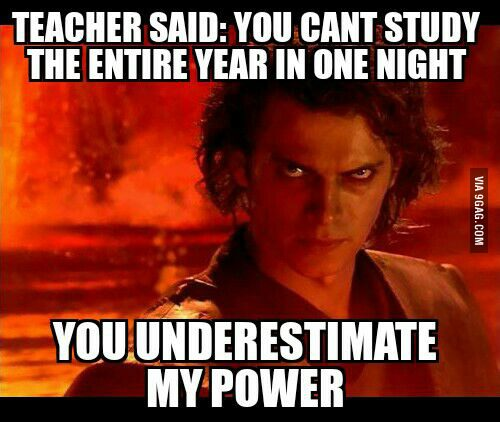 TEACHER SAID: YOU CANT STUDY
THE ENTIRE YEAR IN ONE NIGHT
VIA 9GAG.COM
YOU UNDERESTIMATE
MY POWER